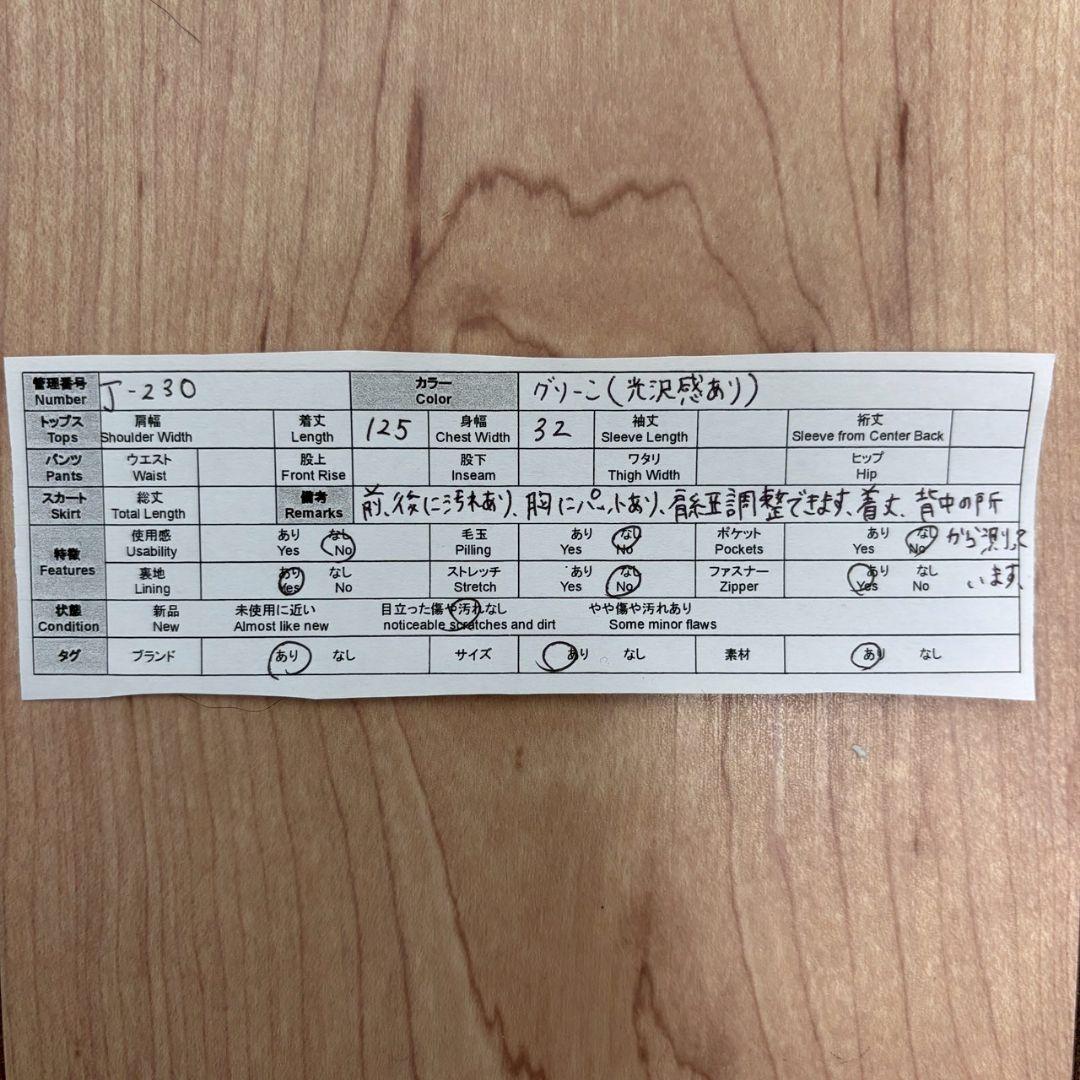 管理番号 J-230 カラー グリーン(光沢感あり)
Number Color
トップス 肩幅 着丈 125 身幅 32 袖丈 裄丈
Tops Shoulder Width Length Chest Width Sleeve Length Sleeve from Center Back
パンツ ウエスト 股上 股下 ワタリ ヒップ
Pants Waist Front Rise Inseam Thigh Width Hip
スカート 総丈 備考 前、後に汚れあり、胸にパットあり、肩紐調整できます、着丈、背中の所
Skirt Total Length Remarks
から測って
います。
特徴 使用感 あり なし 毛玉 あり なし ポケット あり なし
Features Usability Yes No Pilling Yes No Pockets Yes No
裏地 あり なし ストレッチ あり なし ファスナー あり なし
Lining Yes No Stretch Yes No Zipper Yes No
状態 新品 未使用に近い 目立った傷や汚れなし やや傷や汚れあり
Condition New Almost like new noticeable scratches and dirt Some minor flaws
タグ ブランド あり なし サイズ あり なし 素材 あり なし